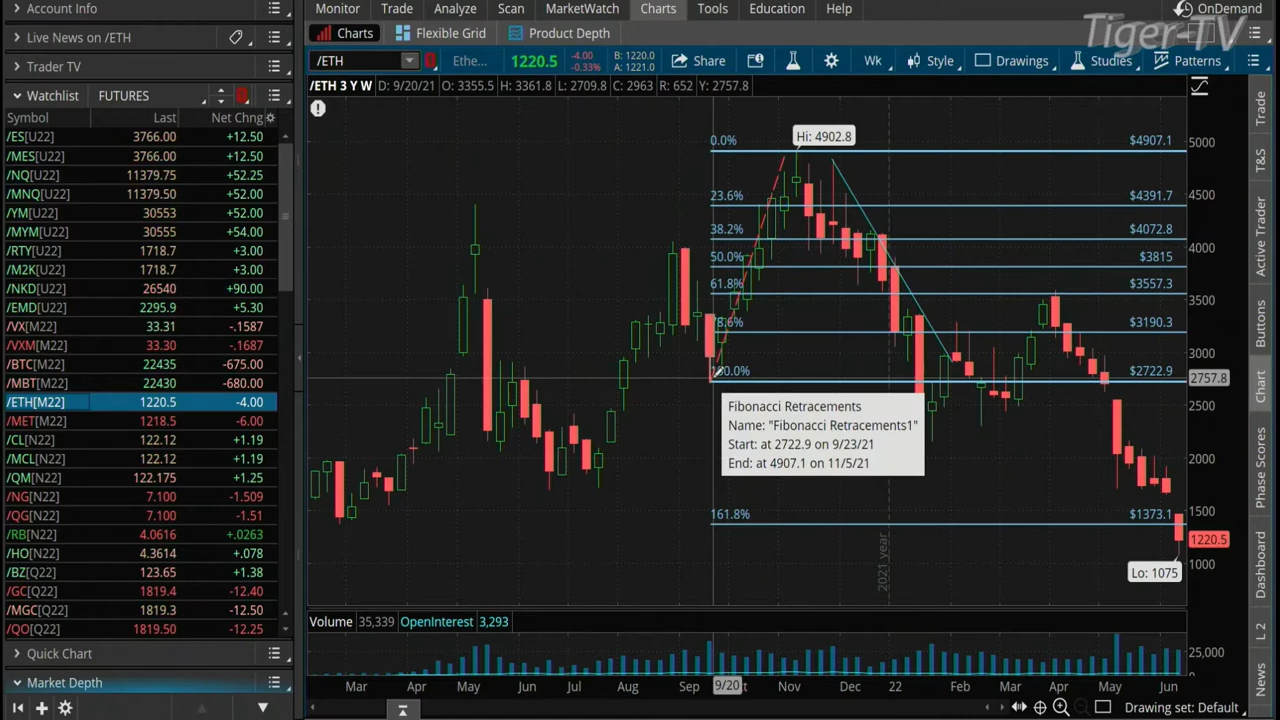 Account Info
Monitor Trade Analyze Scan MarketWatch Charts Tools Education Help OnDemand
Tiger-TV
Live News on /ETH
Charts Flexible Grid Product Depth
Trader TV
/ETH Ethe... 1220.5 -4.00 -0.33% B: 1220.0 A: 1221.0 Share Wk Style Drawings Studies Patterns
Watchlist FUTURES
/ETH 3 Y W D: 9/20/21 O: 3355.5 H: 3361.8 L: 2709.8 C: 2963 R: 652 Y: 2757.8
Symbol Last Net Chng
/ES[U22] 3766.00 +12.50
/MES[U22] 3766.00 +12.50
/NQ[U22] 11379.75 +52.25
/MNQ[U22] 11379.50 +52.00
/YM[U22] 30553 +52.00
/MYM[U22] 30555 +54.00
/RTY[U22] 1718.7 +3.00
/M2K[U22] 1718.7 +3.00
/NKD[U22] 26540 +90.00
/EMD[U22] 2295.9 +5.30
/VX[M22] 33.31 -.1587
/VXM[M22] 33.30 -.1687
/BTC[M22] 22435 -675.00
/MBT[M22] 22430 -680.00
/ETH[M22] 1220.5 -4.00
/MET[M22] 1218.5 -6.00
/CL[N22] 122.12 +1.19
/MCL[N22] 122.12 +1.19
/QM[N22] 122.175 +1.25
/NG[N22] 7.100 -1.509
/QG[N22] 7.100 -1.51
/RB[N22] 4.0616 +.0263
/HO[N22] 4.3614 +.078
/BZ[Q22] 123.65 +1.38
/GC[Q22] 1819.4 -12.40
/MGC[Q22] 1819.3 -12.50
/QO[Q22] 1819.50 -12.25
Quick Chart
Market Depth
Hi: 4902.8
0.0% $4907.1
23.6% $4391.7
38.2% $4072.8
50.0% $3815
61.8% $3557.3
78.6% $3190.3
100.0% $2722.9
161.8% $1373.1
Fibonacci Retracements
Name: "Fibonacci Retracements1"
Start: at 2722.9 on 9/23/21
End: at 4907.1 on 11/5/21
2021 year
Lo: 1075
5000
4500
4000
3500
3000
2757.8
2500
2000
1500
1220.5
1000
Volume 35,339 OpenInterest 3,293
25,000
0
Mar Apr May Jun Jul Aug Sep 9/20 Nov Dec 22 Feb Mar Apr May Jun
Drawing set: Default
Trade
T&S
Active Trader
Buttons
Chart
Phase Scores
Dashboard
L 2
News